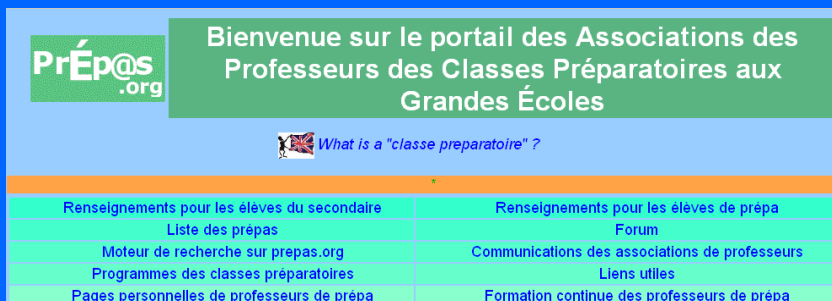 PrÉp@s
.org
Bienvenue sur le portail des Associations des
Professeurs des Classes Préparatoires aux
Grandes Écoles
What is a "classe preparatoire" ?
*
Renseignements pour les élèves du secondaire
Renseignements pour les élèves de prépa
Liste des prépas
Forum
Moteur de recherche sur prepas.org
Communications des associations de professeurs
Programmes des classes préparatoires
Liens utiles
Pages personnelles de professeurs de prépa
Formation continue des professeurs de prépa